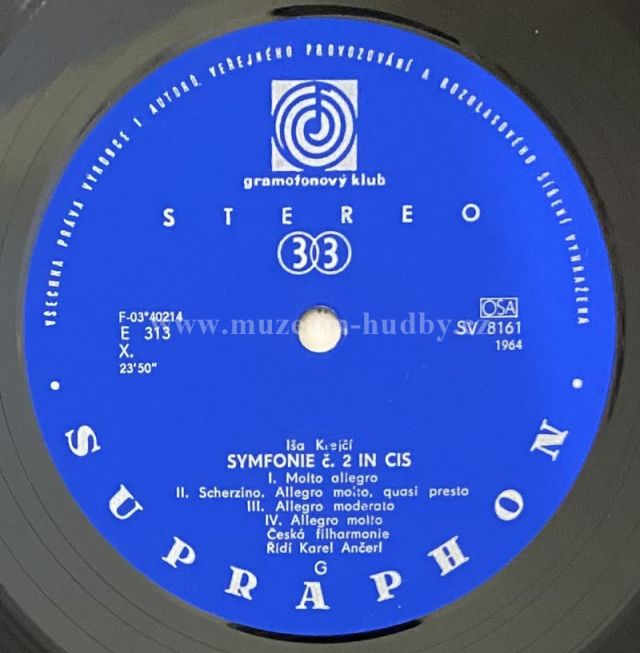 VŠECHNA PRÁVA VÝROBCE I AUTORŮ, VEŘEJNÉHO PROVOZOVÁNÍ A ROZHLASOVÉHO ŠÍŘENÍ VYHRAŽENA
gramofonový klub
STEREO
33
F-03*40214
E 313
X.
23'50"
OSA
SV 8161
1964
www.muzeum-hudby.cz
Iša Krejčí
SYMFONIE č. 2 IN CIS
I. Molto allegro
II. Scherzino. Allegro molto, quasi presto
III. Allegro moderato
IV. Allegro molto
Česká filharmonie
Řídí Karel Ančerl
G
• SUPRAPHON •